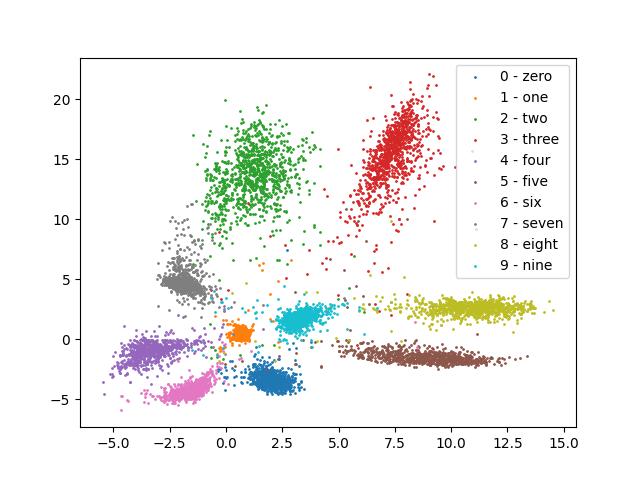 0 - zero
1 - one
2 - two
3 - three
4 - four
5 - five
6 - six
7 - seven
8 - eight
9 - nine
20
15
10
5
0
−5
−5.0 −2.5 0.0 2.5 5.0 7.5 10.0 12.5 15.0